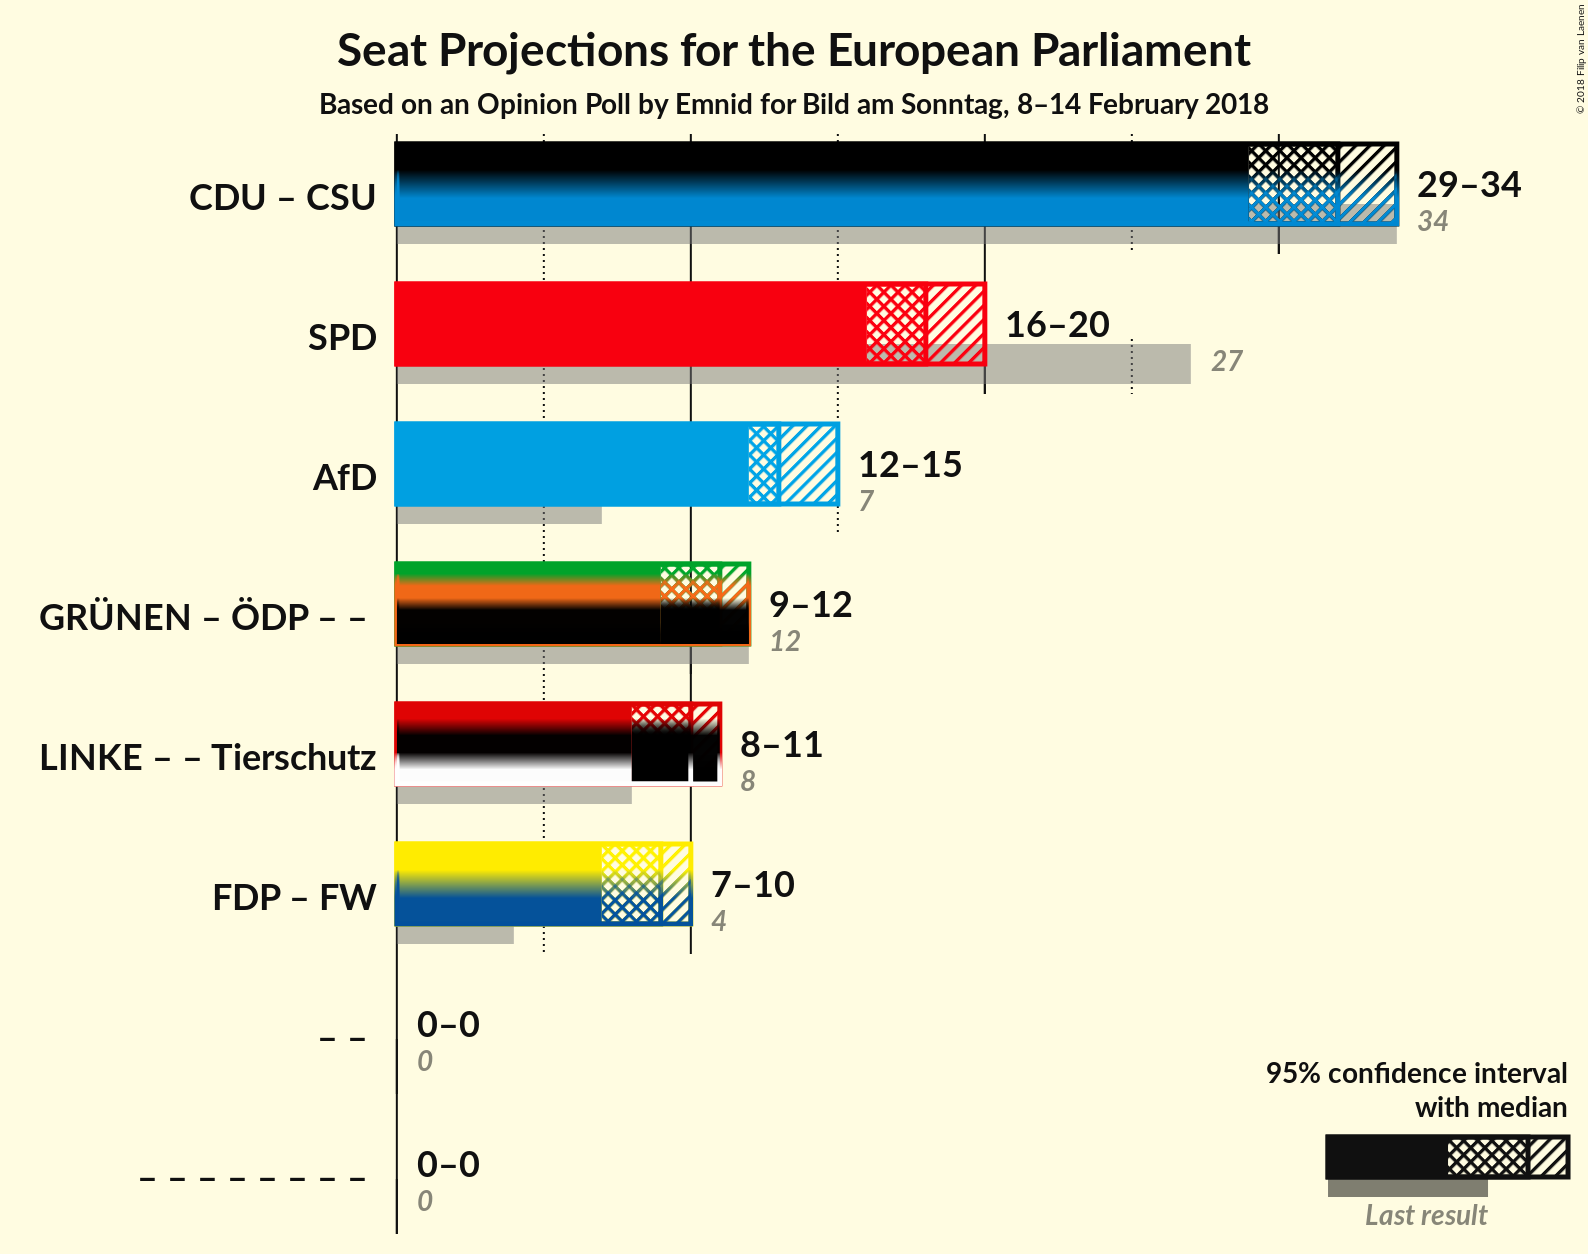 Seat Projections for the European Parliament
Based on an Opinion Poll by Emnid for Bild am Sonntag, 8–14 February 2018
© 2018 Filip van Laenen
CDU – CSU
29–34
34
SPD
16–20
27
AfD
12–15
7
GRÜNEN – ÖDP – –
9–12
12
LINKE – – Tierschutz
8–11
8
FDP – FW
7–10
4
– –
0–0
0
– – – – – – – –
0–0
0
95% confidence interval
with median
Last result